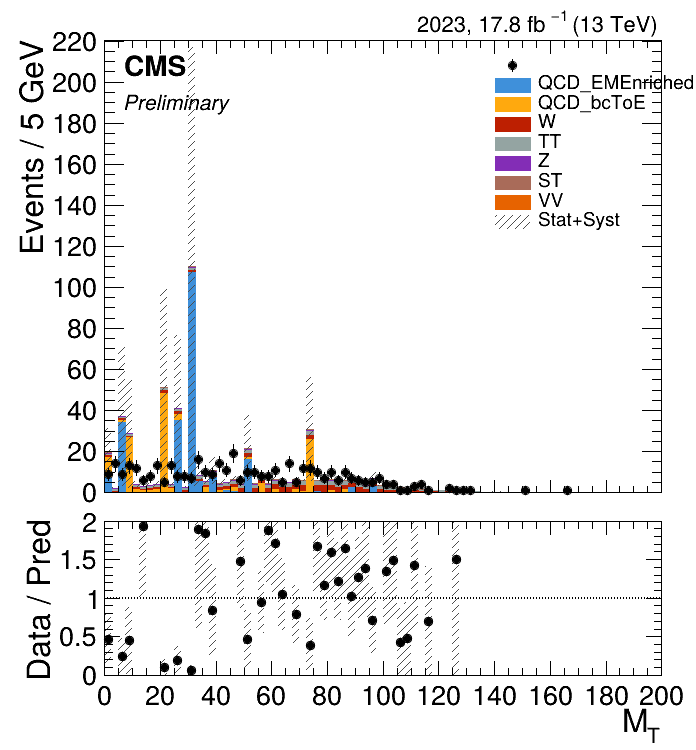 2023, 17.8 fb⁻¹ (13 TeV)
Events / 5 GeV
220
200
180
160
140
120
100
80
60
40
20
0
CMS
Preliminary
QCD_EMEnriched
QCD_bcToE
W
TT
Z
ST
VV
Stat+Syst
Data / Pred
2
1.5
1
0.5
0
0 20 40 60 80 100 120 140 160 180 200
M_T